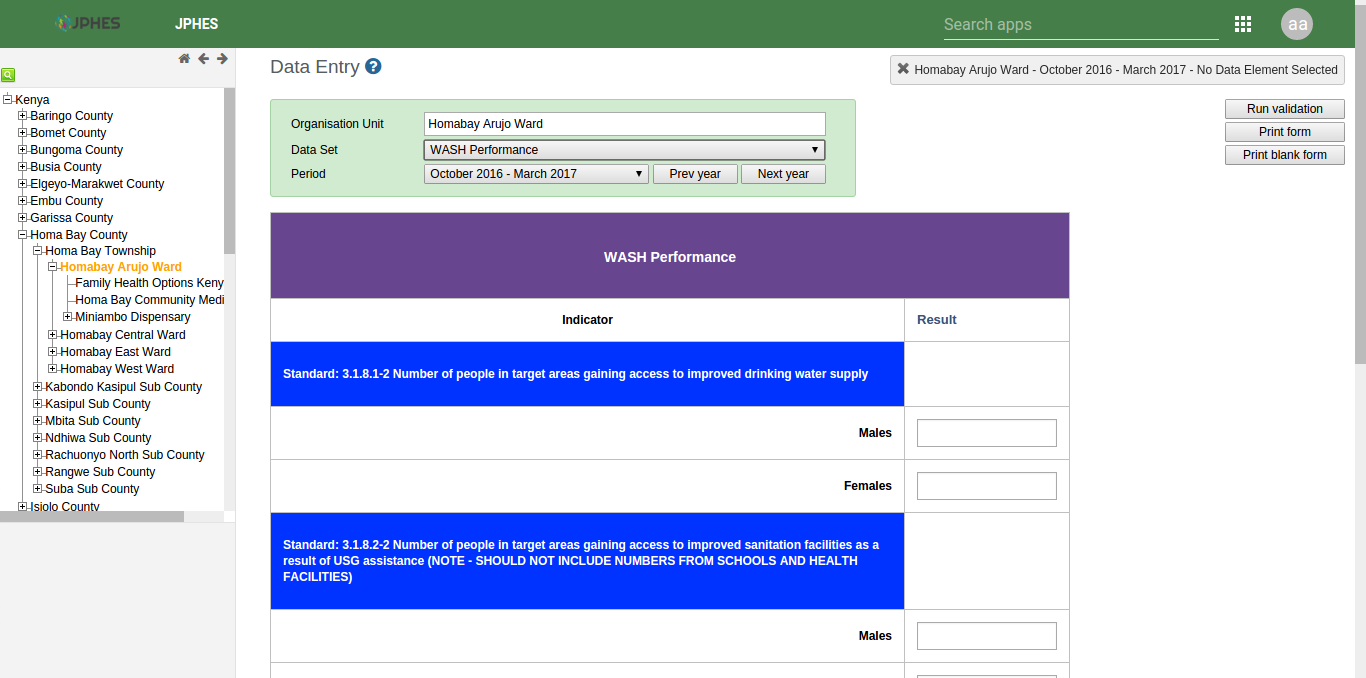 JPHES
JPHES
Search apps
aa
Kenya
Baringo County
Bomet County
Bungoma County
Busia County
Elgeyo-Marakwet County
Embu County
Garissa County
Homa Bay County
Homa Bay Township
Homabay Arujo Ward
Family Health Options Keny
Homa Bay Community Medi
Miniambo Dispensary
Homabay Central Ward
Homabay East Ward
Homabay West Ward
Kabondo Kasipul Sub County
Kasipul Sub County
Mbita Sub County
Ndhiwa Sub County
Rachuonyo North Sub County
Rangwe Sub County
Suba Sub County
Isiolo County
Data Entry ?
Homabay Arujo Ward - October 2016 - March 2017 - No Data Element Selected
Organisation Unit Homabay Arujo Ward
Data Set WASH Performance
Period October 2016 - March 2017 Prev year Next year
Run validation
Print form
Print blank form
WASH Performance
Indicator Result
Standard: 3.1.8.1-2 Number of people in target areas gaining access to improved drinking water supply
Males
Females
Standard: 3.1.8.2-2 Number of people in target areas gaining access to improved sanitation facilities as a
result of USG assistance (NOTE - SHOULD NOT INCLUDE NUMBERS FROM SCHOOLS AND HEALTH
FACILITIES)
Males